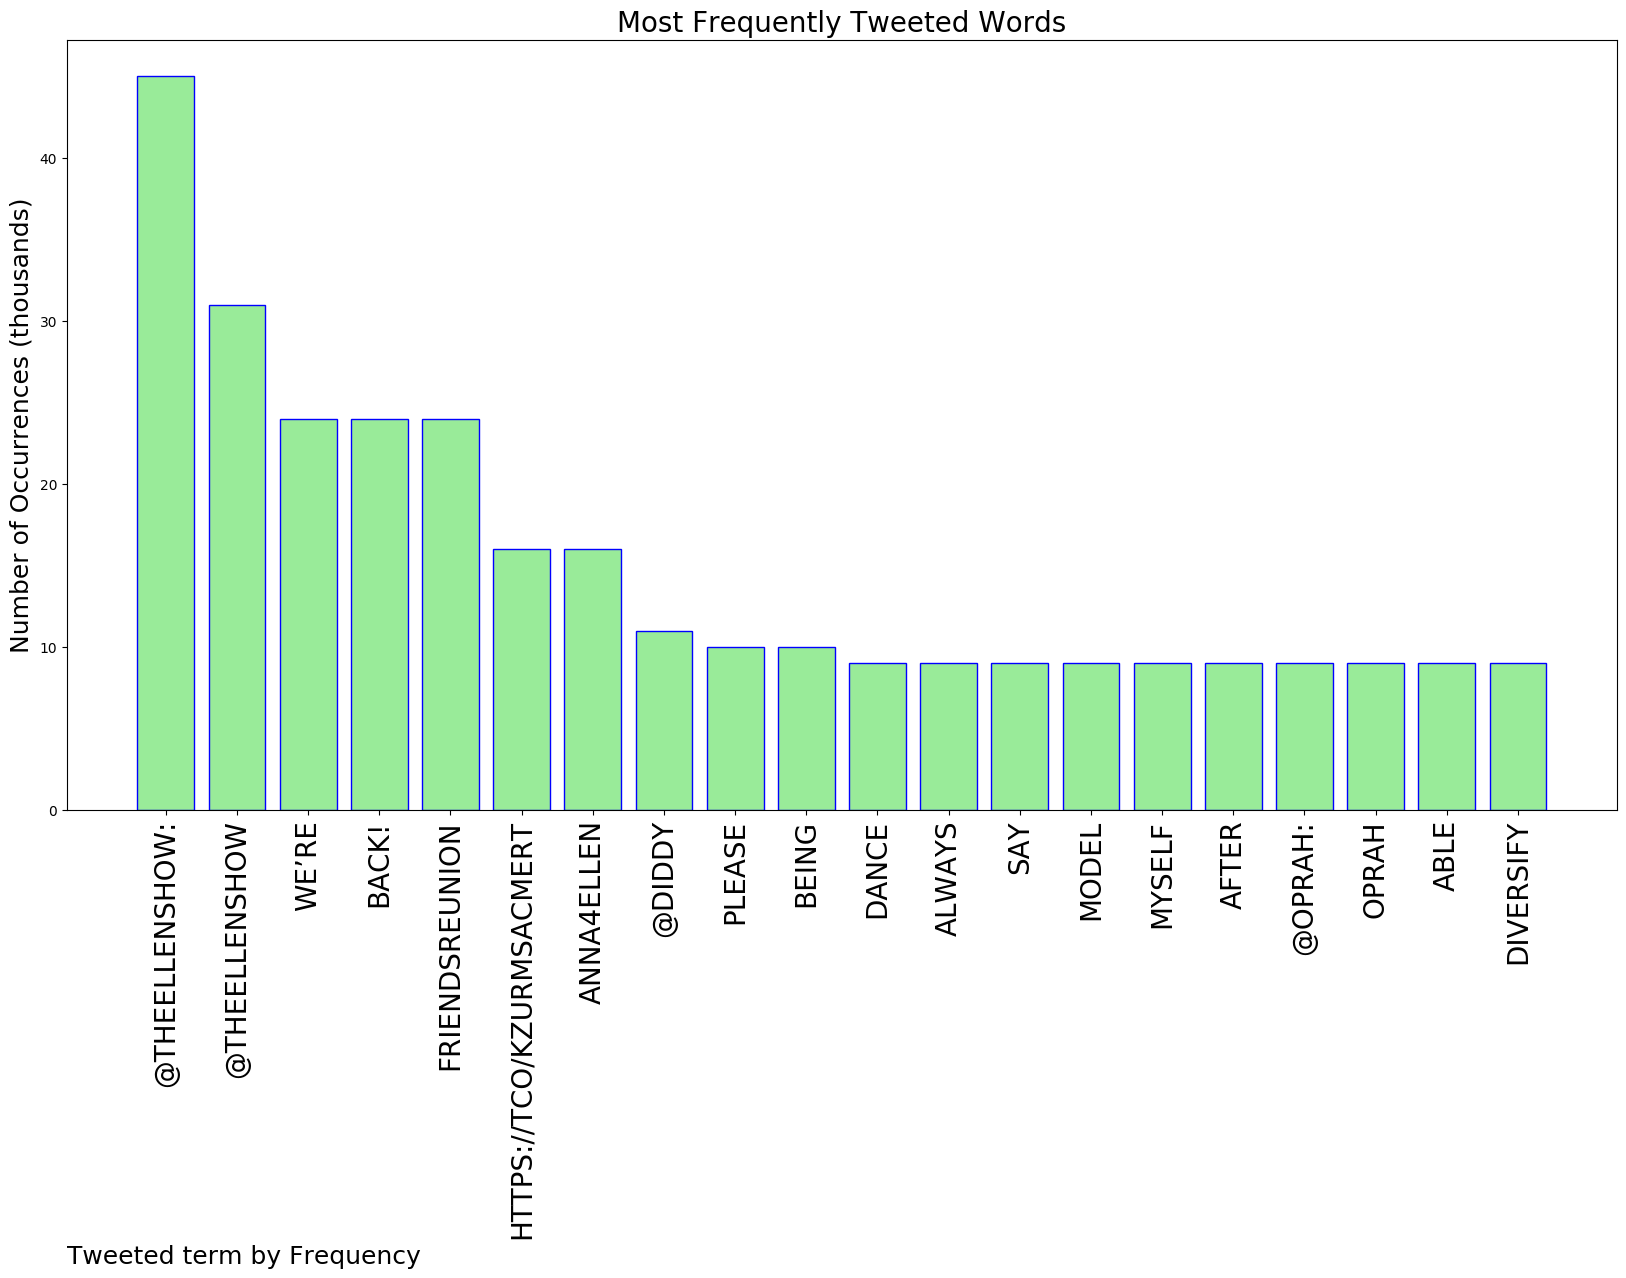 Most Frequently Tweeted Words
Number of Occurrences (thousands)
40
30
20
10
0
@THEELLENSHOW:
@THEELLENSHOW
WE’RE
BACK!
FRIENDSREUNION
HTTPS://TCO/KZURMSACMERT
ANNA4ELLEN
@DIDDY
PLEASE
BEING
DANCE
ALWAYS
SAY
MODEL
MYSELF
AFTER
@OPRAH:
OPRAH
ABLE
DIVERSIFY
Tweeted term by Frequency